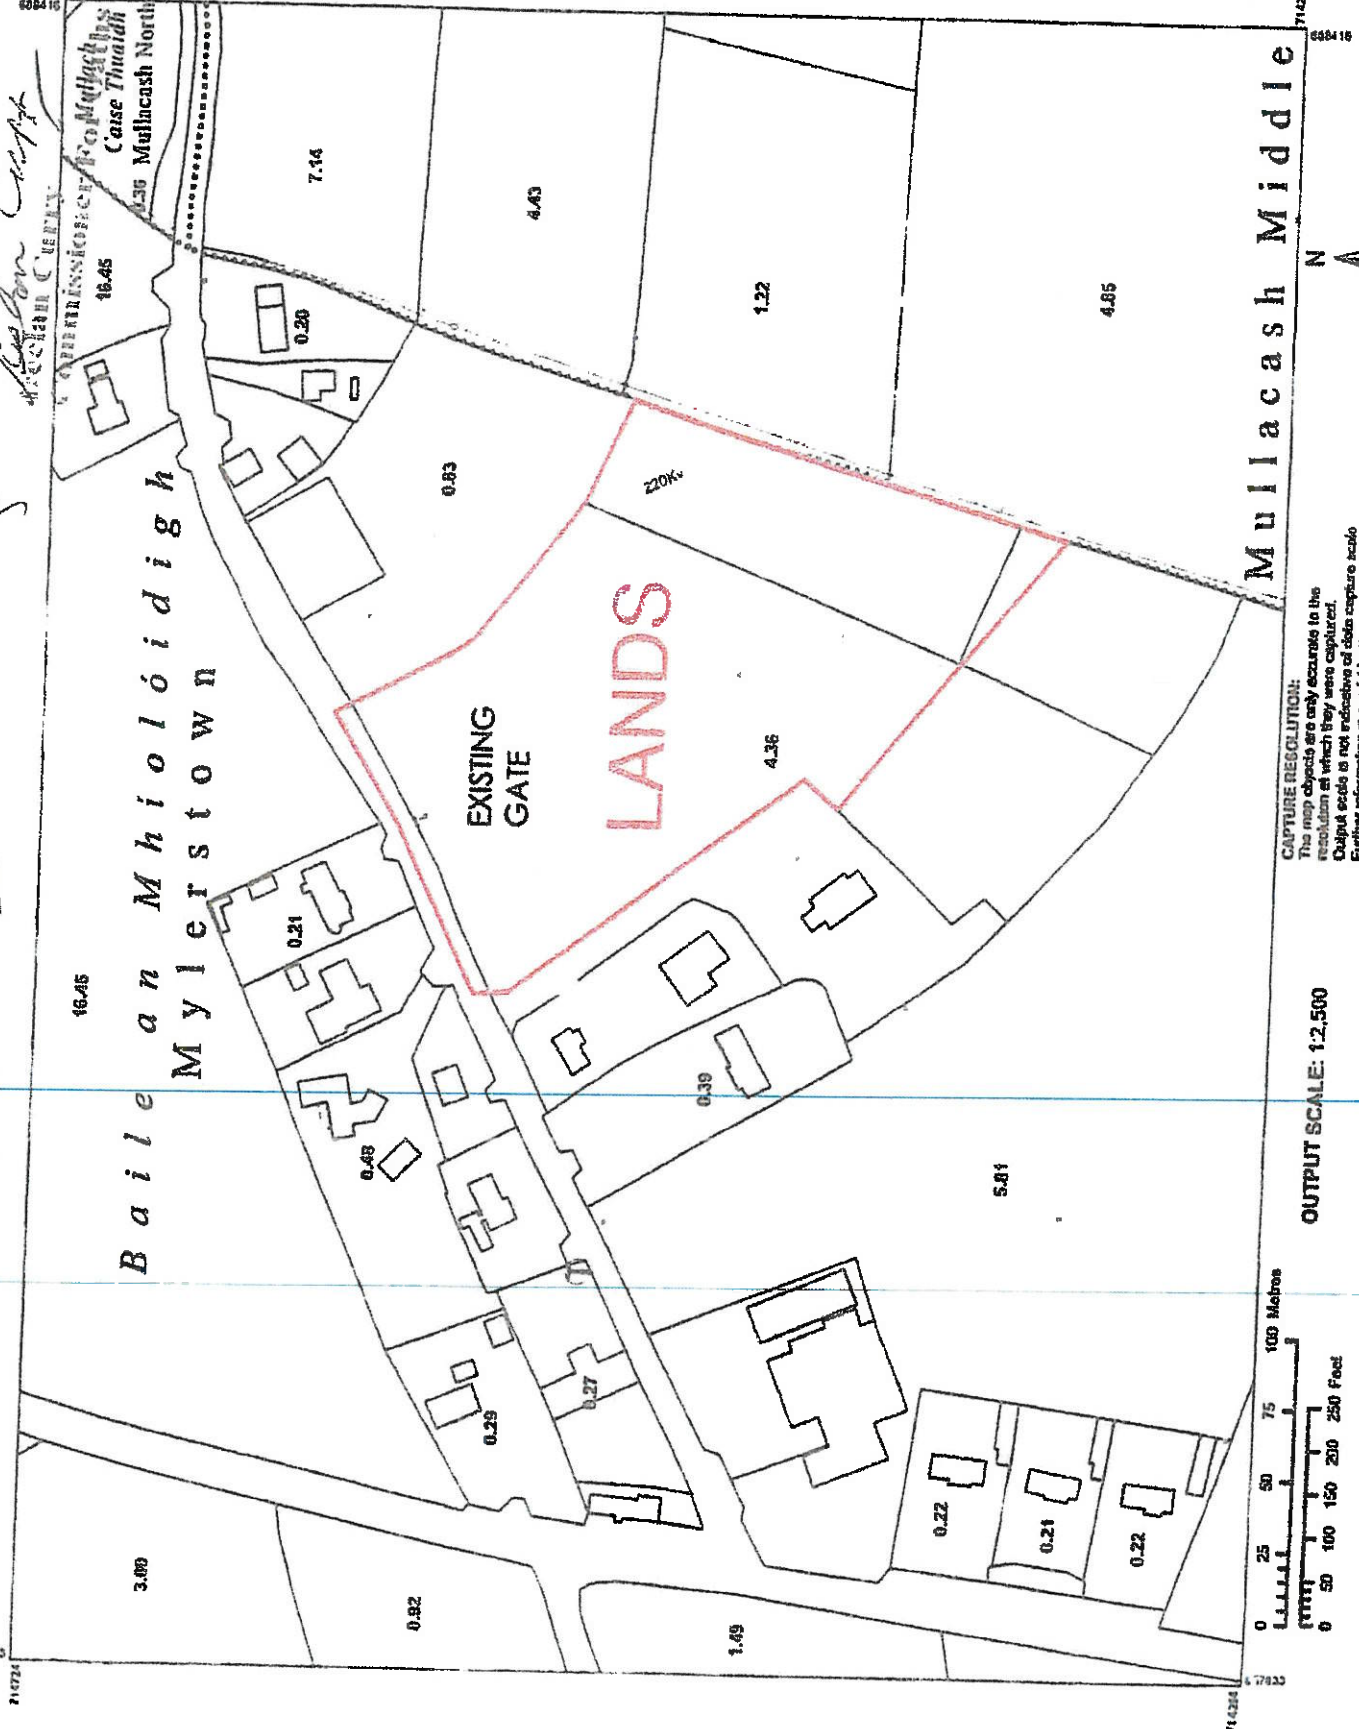 Mullach
Caise Thuaidh
Mullacash North
0.36
16.45
7.14
4.43
1.22
4.85
0.20
0.83
220Kv
Baile an Mhiolóidigh
Mylerstown
16.45
EXISTING
GATE
LANDS
4.36
0.21
0.48
0.39
5.81
0.29
0.27
3.00
0.92
1.49
0.22
0.21
0.22
Mullacash Middle
N
CAPTURE RESOLUTION:
The map objects are only accurate to the
resolution at which they were captured.
Output scale is not indicative of data capture scale
OUTPUT SCALE: 1:2,500
0 25 50 75 100 Metres
0 50 100 150 200 250 Feet